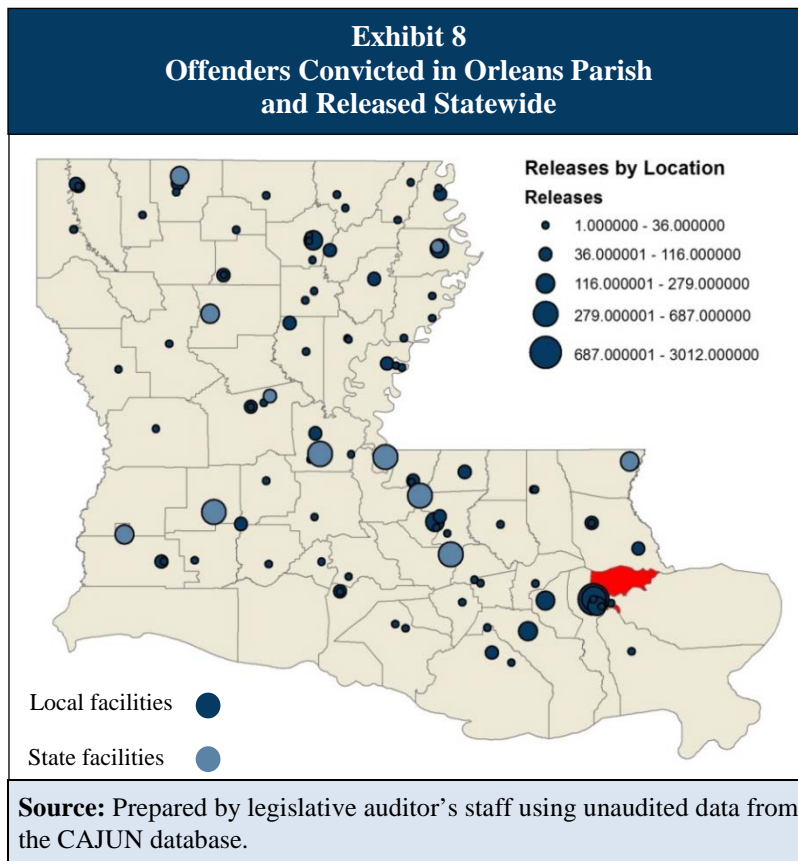 Exhibit 8
Offenders Convicted in Orleans Parish
and Released Statewide
Releases by Location
Releases
1.000000 - 36.000000
36.000001 - 116.000000
116.000001 - 279.000000
279.000001 - 687.000000
687.000001 - 3012.000000
Local facilities
State facilities
Source: Prepared by legislative auditor’s staff using unaudited data from
the CAJUN database.